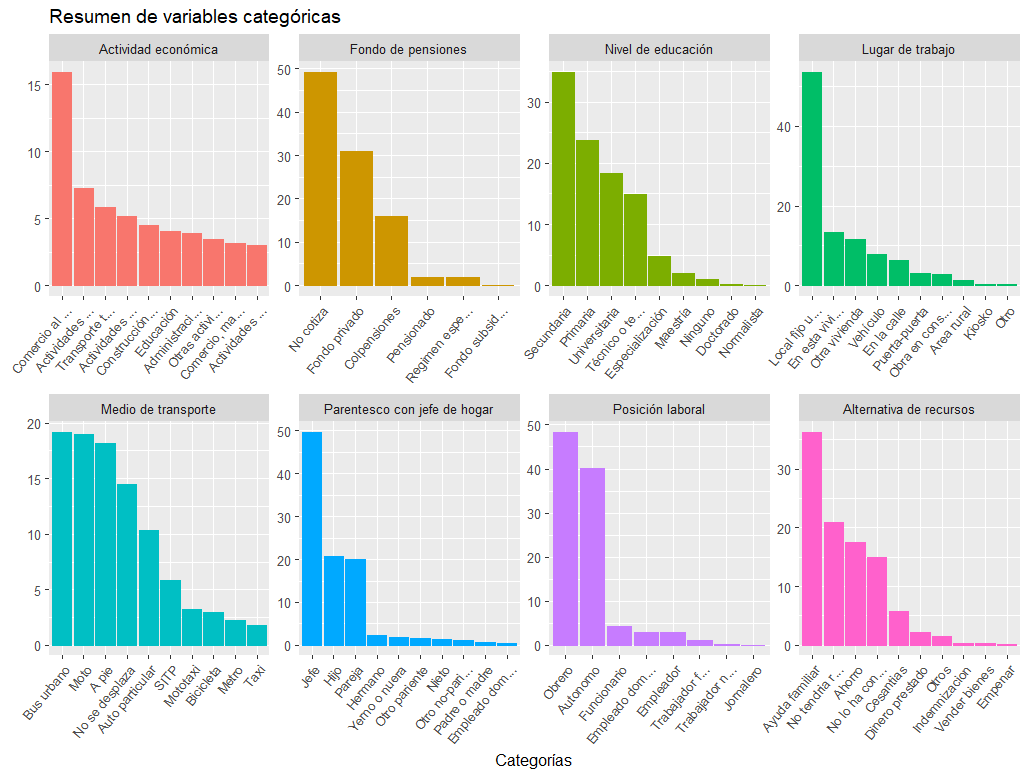 Resumen de variables categóricas
Actividad económica
Fondo de pensiones
Nivel de educación
Lugar de trabajo
15
10
5
0
50
40
30
20
10
0
30
20
10
0
40
20
0
Comercio al ...
Actividades ...
Transporte t...
Actividades ...
Construcción...
Educación
Administraci...
Otras activi...
Comercio, ma...
Actividades ...
No cotiza
Fondo privado
Colpensiones
Pensionado
Regimen espe...
Fondo subsid...
Secundaria
Primaria
Universitaria
Técnico o te...
Especialización
Maestría
Ninguno
Doctorado
Normalista
Local fijo u...
En esta vivi...
Otra vivienda
Vehículo
En la calle
Puerta-puerta
Obra en cons...
Area rural
Kiosko
Otro
Medio de transporte
Parentesco con jefe de hogar
Posición laboral
Alternativa de recursos
20
15
10
5
0
50
40
30
20
10
0
50
40
30
20
10
0
30
20
10
0
Bus urbano
Moto
A pie
No se desplaza
Auto particular
SITP
Mototaxi
Bicicleta
Metro
Taxi
Jefe
Hijo
Pareja
Hermano
Yerno o nuera
Otro pariente
Nieto
Otro no-pari...
Padre o madre
Empleado dom...
Obrero
Autonomo
Funcionario
Empleado dom...
Empleador
Trabajador f...
Trabajador n...
Jornalero
Ayuda familiar
No tendría r...
Ahorro
No lo ha con...
Cesantias
Dinero prestado
Otros
Indemnizacion
Vender bienes
Empenar
Categorías